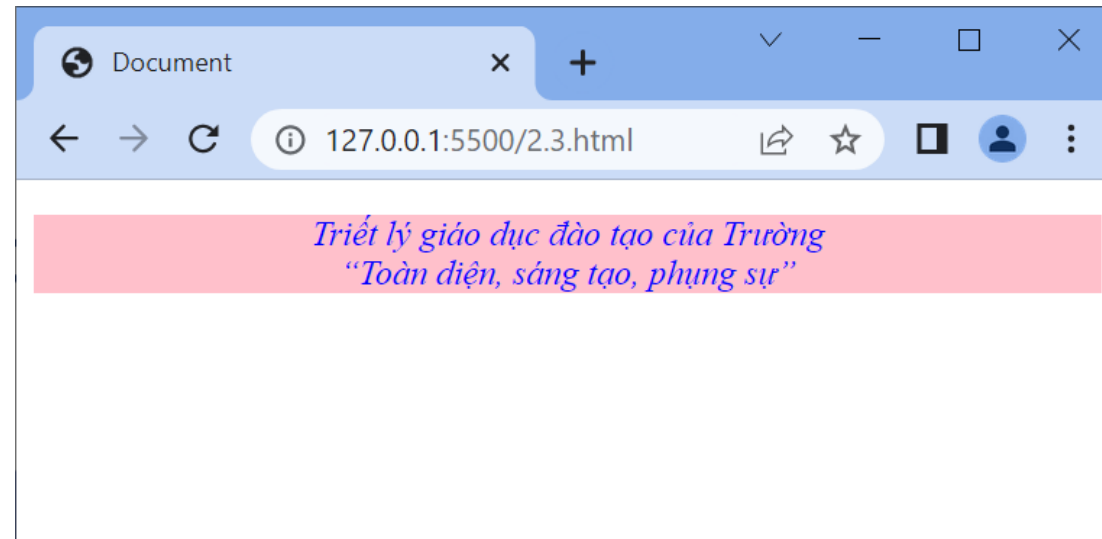 Document
127.0.0.1:5500/2.3.html
Triết lý giáo dục đào tạo của Trường
“Toàn diện, sáng tạo, phụng sự”